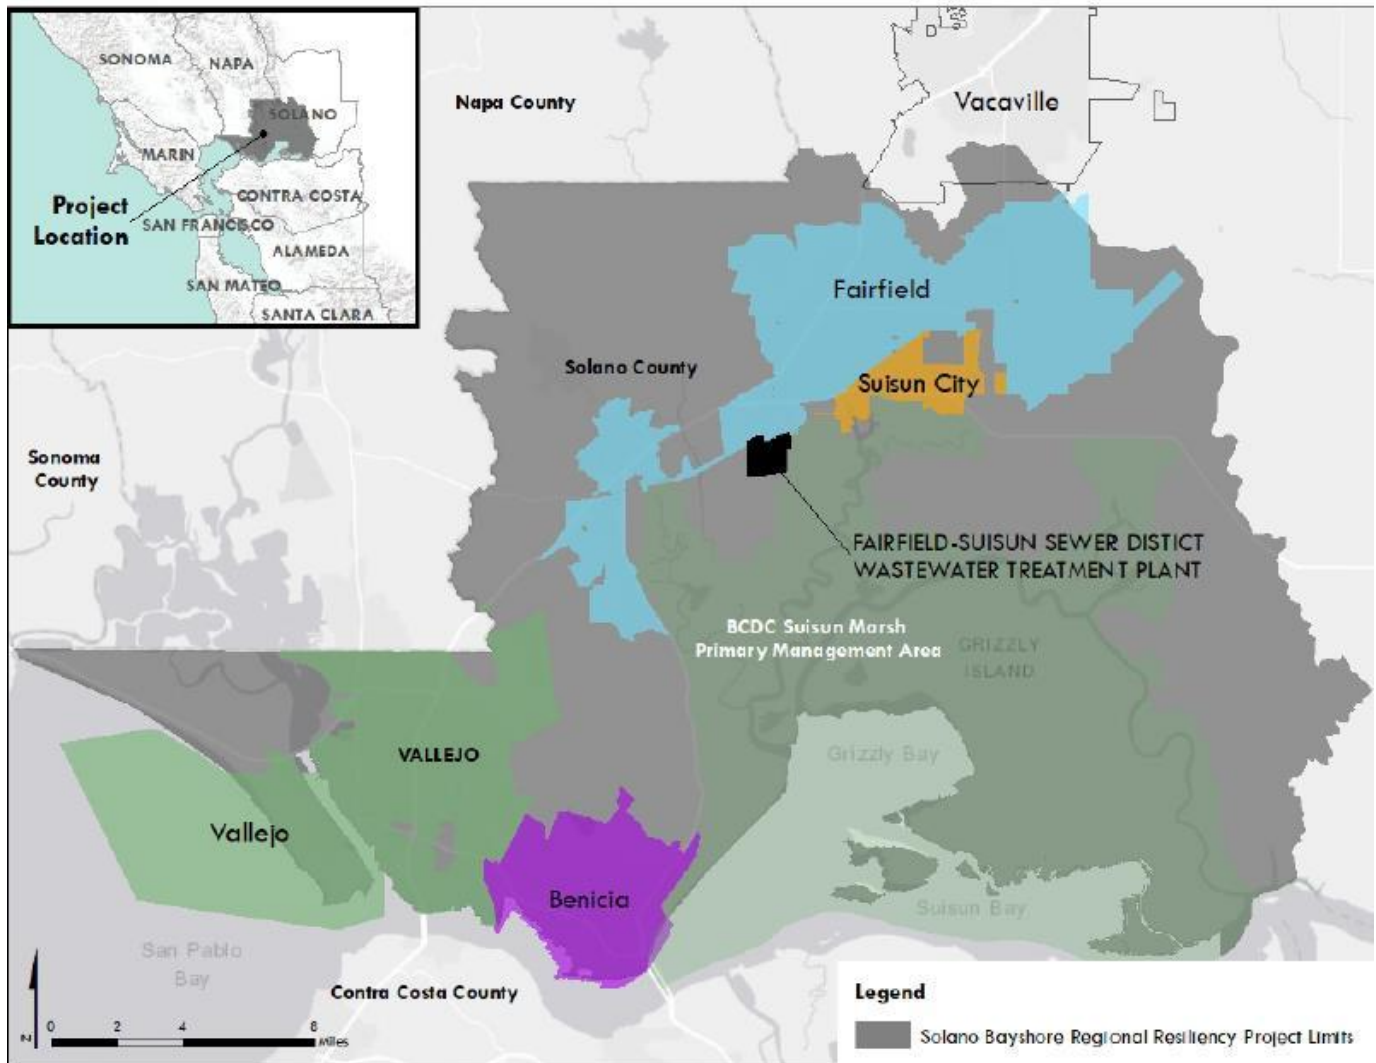 SONOMA
NAPA
SOLANO
MARIN
CONTRA COSTA
Project
Location
SAN FRANCISCO
ALAMEDA
SAN MATEO
SANTA CLARA
Napa County
Vacaville
Fairfield
Solano County
Suisun City
Sonoma
County
FAIRFIELD-SUISUN SEWER DISTICT
WASTEWATER TREATMENT PLANT
BCDC Suisun Marsh
Primary Management Area
GRIZZLY
ISLAND
VALLEJO
Grizzly Bay
Vallejo
Benicia
Suisun Bay
San Pablo
Bay
Contra Costa County
Legend
Solano Bayshore Regional Resiliency Project Limits
N
0 2 4 8
Miles